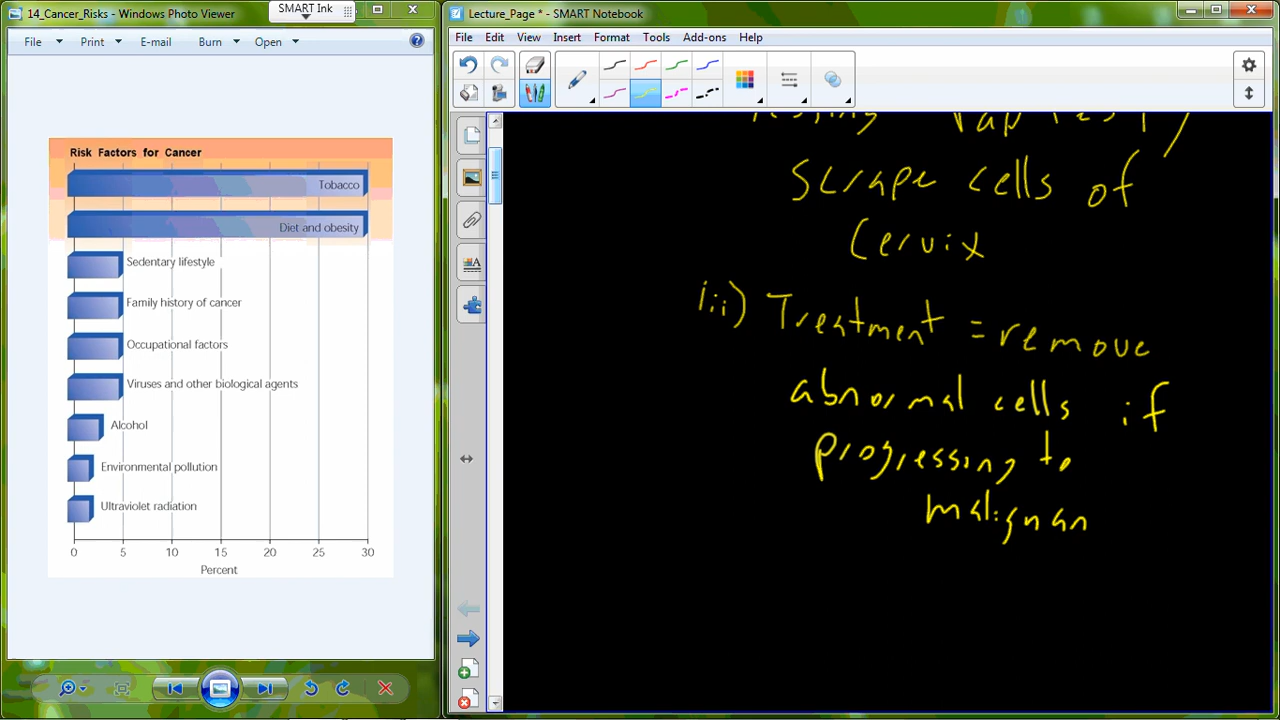 14_Cancer_Risks - Windows Photo Viewer
SMART Ink
File Print E-mail Burn Open
Risk Factors for Cancer
Tobacco
Diet and obesity
Sedentary lifestyle
Family history of cancer
Occupational factors
Viruses and other biological agents
Alcohol
Environmental pollution
Ultraviolet radiation
0 5 10 15 20 25 30
Percent
Lecture_Page * - SMART Notebook
File Edit View Insert Format Tools Add-ons Help
Scrape cells of
Cervix
iii) Treatment = remove
abnormal cells if
progressing to
malignan